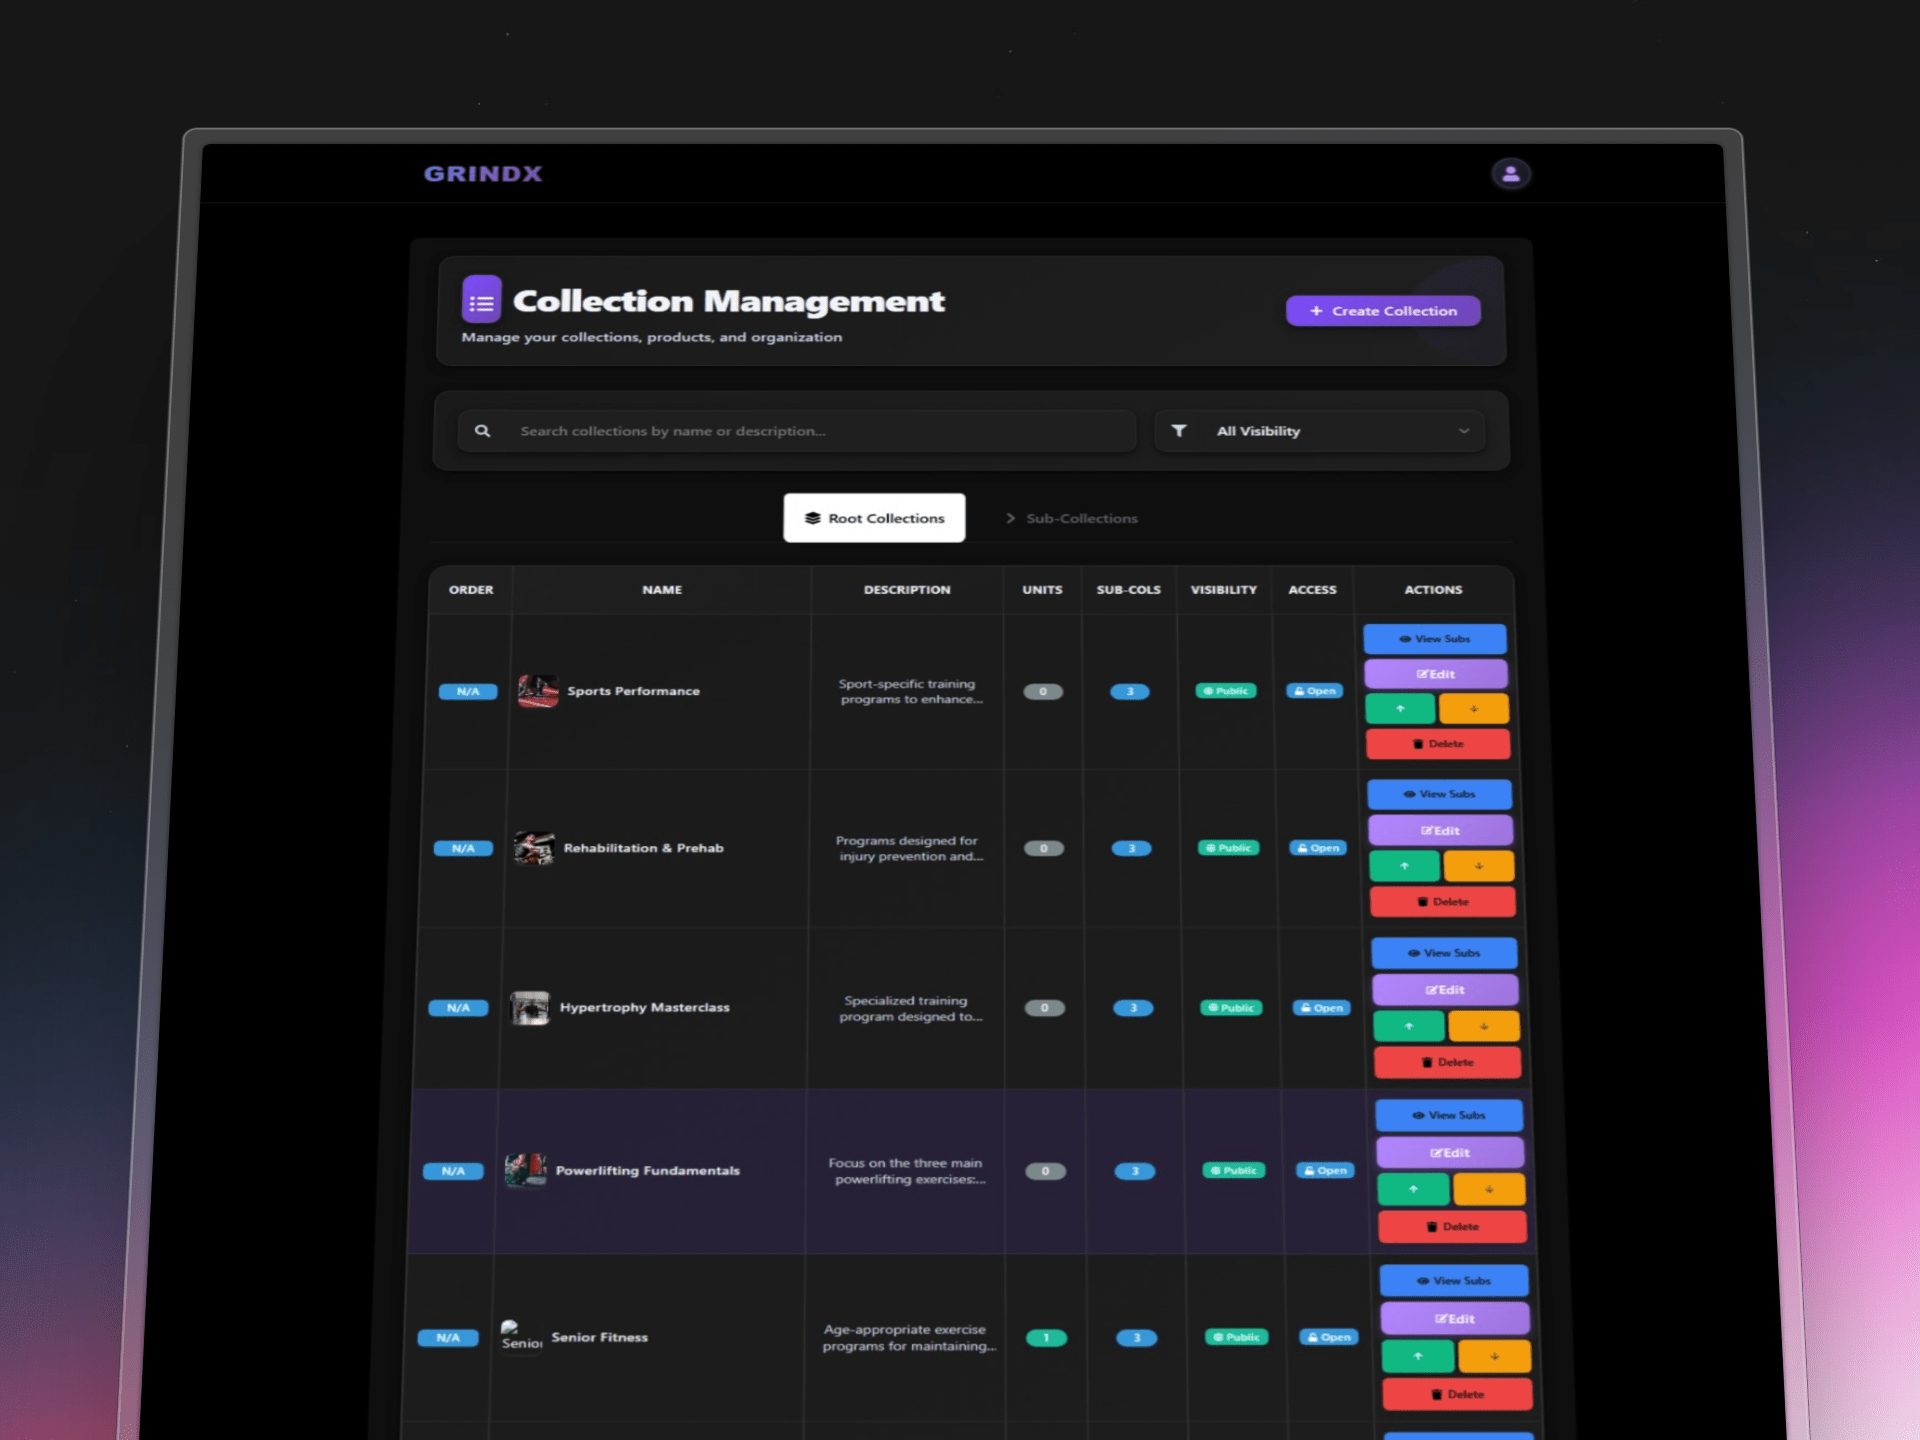 GRINDX
Collection Management
Manage your collections, products, and organization
+ Create Collection
Search collections by name or description...
All Visibility
Root Collections
Sub-Collections
ORDER NAME DESCRIPTION UNITS SUB-COLS VISIBILITY ACCESS ACTIONS
View Subs
Edit
N/A Sports Performance
Sport-specific training
programs to enhance...
0 3 Public Open
Delete
View Subs
Edit
N/A Rehabilitation & Prehab
Programs designed for
injury prevention and...
0 3 Public Open
Delete
View Subs
Edit
N/A Hypertrophy Masterclass
Specialized training
program designed to...
0 3 Public Open
Delete
View Subs
Edit
N/A Powerlifting Fundamentals
Focus on the three main
powerlifting exercises:...
0 3 Public Open
Delete
View Subs
Edit
N/A Senior Senior Fitness
Age-appropriate exercise
programs for maintaining...
1 3 Public Open
Delete